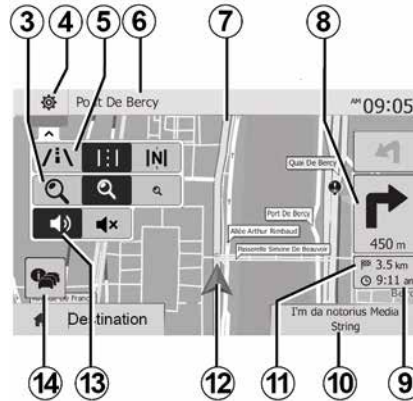 3 4 5 6 7 8
Port De Bercy
AM 09:05
|N|
Quai De Bercy
Port De Bercy
Allée Arthur Rimbaud
Passerelle Simone De Beauvoir
450 m
3.5 km
9:11 am
Destination
I'm da notorius Media
String
14 13 12 11 10 9